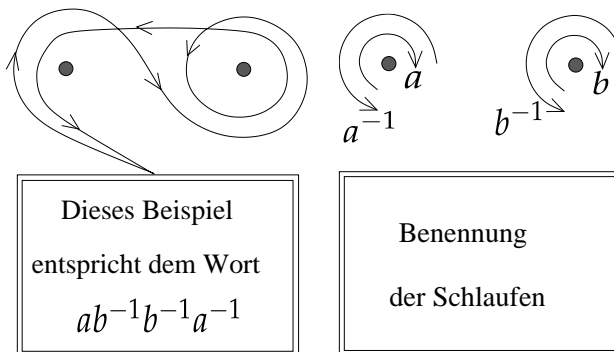 a
b
a⁻¹
b⁻¹
Dieses Beispiel
entspricht dem Wort
ab⁻¹b⁻¹a⁻¹
Benennung
der Schlaufen